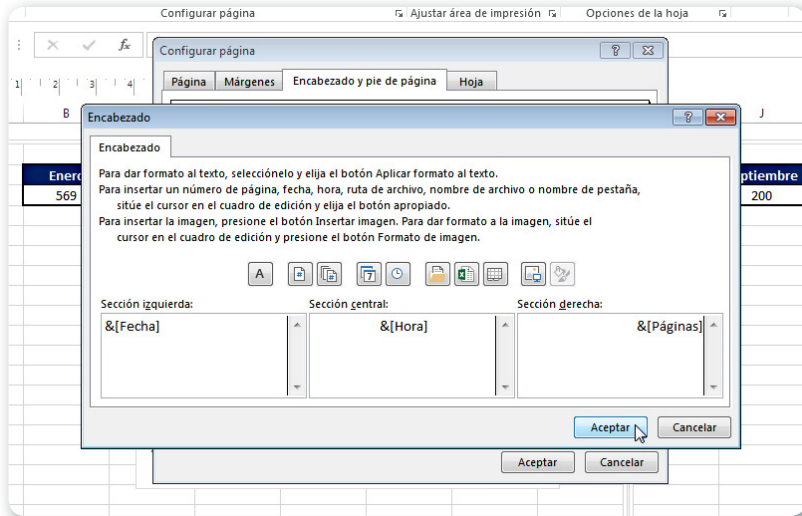 Configurar página Ajustar área de impresión Opciones de la hoja
fx Configurar página
1 2 3 4 Página Márgenes Encabezado y pie de página Hoja
B Encabezado J
Encabezado
Para dar formato al texto, selecciónelo y elija el botón Aplicar formato al texto.
Para insertar un número de página, fecha, hora, ruta de archivo, nombre de archivo o nombre de pestaña,
sitúe el cursor en el cuadro de edición y elija el botón apropiado.
Para insertar la imagen, presione el botón Insertar imagen. Para dar formato a la imagen, sitúe el
cursor en el cuadro de edición y presione el botón Formato de imagen.
Enero ptiembre
569 200
A # # 7
Sección izquierda: Sección central: Sección derecha:
&[Fecha] &[Hora] &[Páginas]
Aceptar Cancelar
Aceptar Cancelar